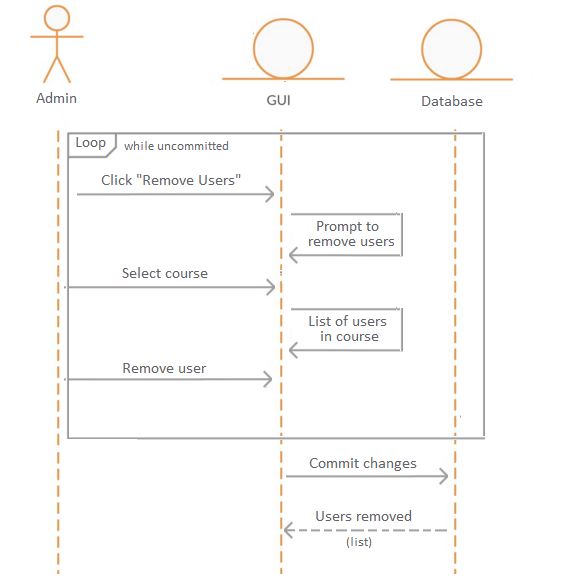 Admin
GUI
Database
Loop
while uncommitted
Click "Remove Users"
Prompt to
remove users
Select course
List of users
in course
Remove user
Commit changes
Users removed
(list)